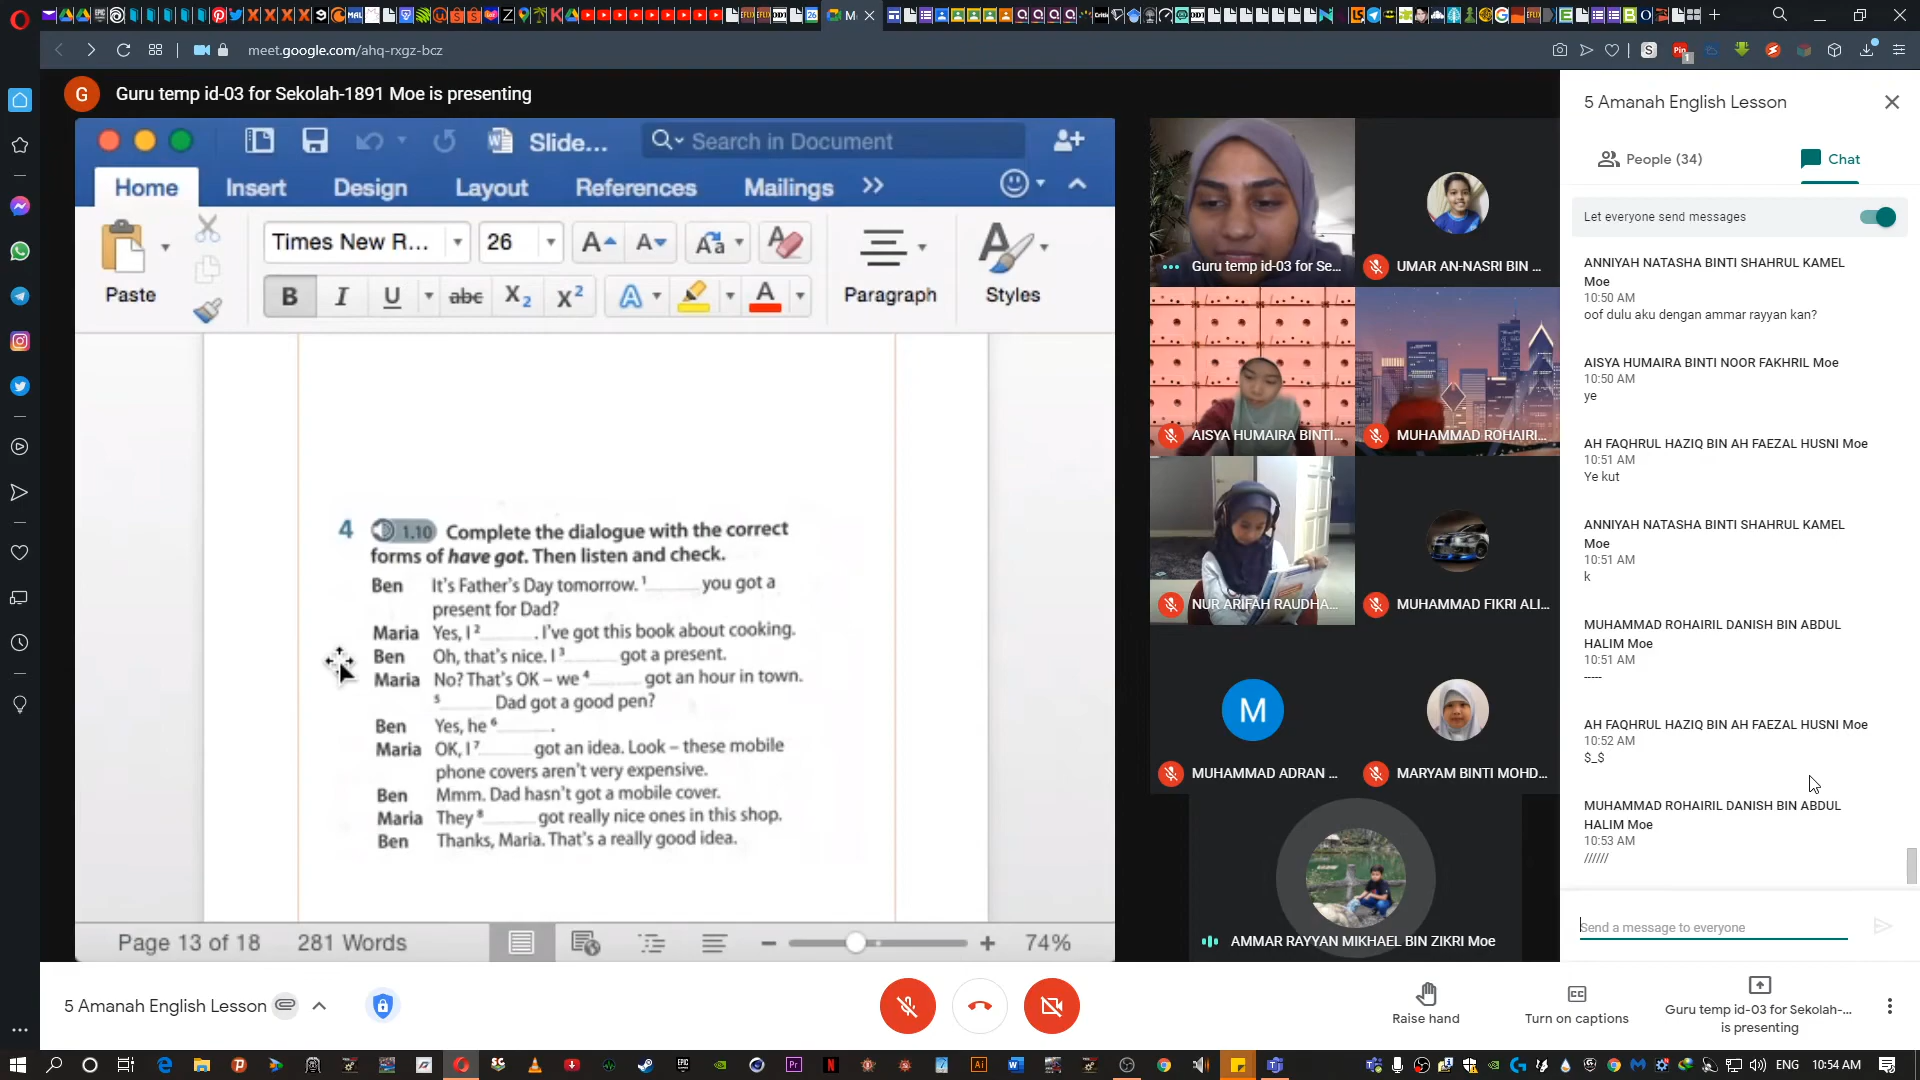 meet.google.com/ahq-rxgz-bcz
G
Guru temp id-03 for Sekolah-1891 Moe is presenting
Slide...
Search in Document
Home
Insert
Design
Layout
References
Mailings
Times New R...
26
Paste
B
I
U
abc
X2
X2
A
Paragraph
Styles
4 1.10 Complete the dialogue with the correct
forms of have got. Then listen and check.
Ben It's Father's Day tomorrow. 1 ______ you got a
present for Dad?
Maria Yes, I 2 ______ . I've got this book about cooking.
Ben Oh, that's nice. I 3 ______ got a present.
Maria No? That's OK – we 4 ______ got an hour in town.
5 ______ Dad got a good pen?
Ben Yes, he 6 ______ .
Maria OK, I 7 ______ got an idea. Look – these mobile
phone covers aren't very expensive.
Ben Mmm. Dad hasn't got a mobile cover.
Maria They 8 ______ got really nice ones in this shop.
Ben Thanks, Maria. That's a really good idea.
Page 13 of 18
281 Words
74%
Guru temp id-03 for Se...
UMAR AN-NASRI BIN ...
AISYA HUMAIRA BINTI...
MUHAMMAD ROHAIRI...
NUR ARIFAH RAUDHA...
MUHAMMAD FIKRI ALI...
M
MUHAMMAD ADRAN ...
MARYAM BINTI MOHD...
AMMAR RAYYAN MIKHAEL BIN ZIKRI Moe
5 Amanah English Lesson
People (34)
Chat
Let everyone send messages
ANNIYAH NATASHA BINTI SHAHRUL KAMEL
Moe
10:50 AM
oof dulu aku dengan ammar rayyan kan?
AISYA HUMAIRA BINTI NOOR FAKHRIL Moe
10:50 AM
ye
AH FAQHRUL HAZIQ BIN AH FAEZAL HUSNI Moe
10:51 AM
Ye kut
ANNIYAH NATASHA BINTI SHAHRUL KAMEL
Moe
10:51 AM
k
MUHAMMAD ROHAIRIL DANISH BIN ABDUL
HALIM Moe
10:51 AM
-----
AH FAQHRUL HAZIQ BIN AH FAEZAL HUSNI Moe
10:52 AM
$_$
MUHAMMAD ROHAIRIL DANISH BIN ABDUL
HALIM Moe
10:53 AM
//////
Send a message to everyone
5 Amanah English Lesson
Raise hand
Turn on captions
Guru temp id-03 for Sekolah-...
is presenting
ENG
10:54 AM